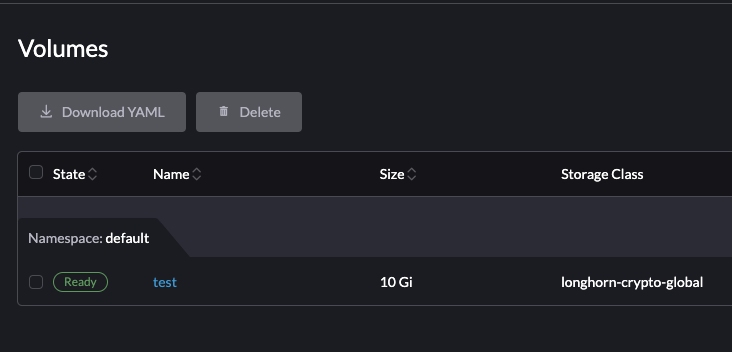 Volumes
Download YAML Delete
State Name Size Storage Class
Namespace: default
Ready test 10 Gi longhorn-crypto-global